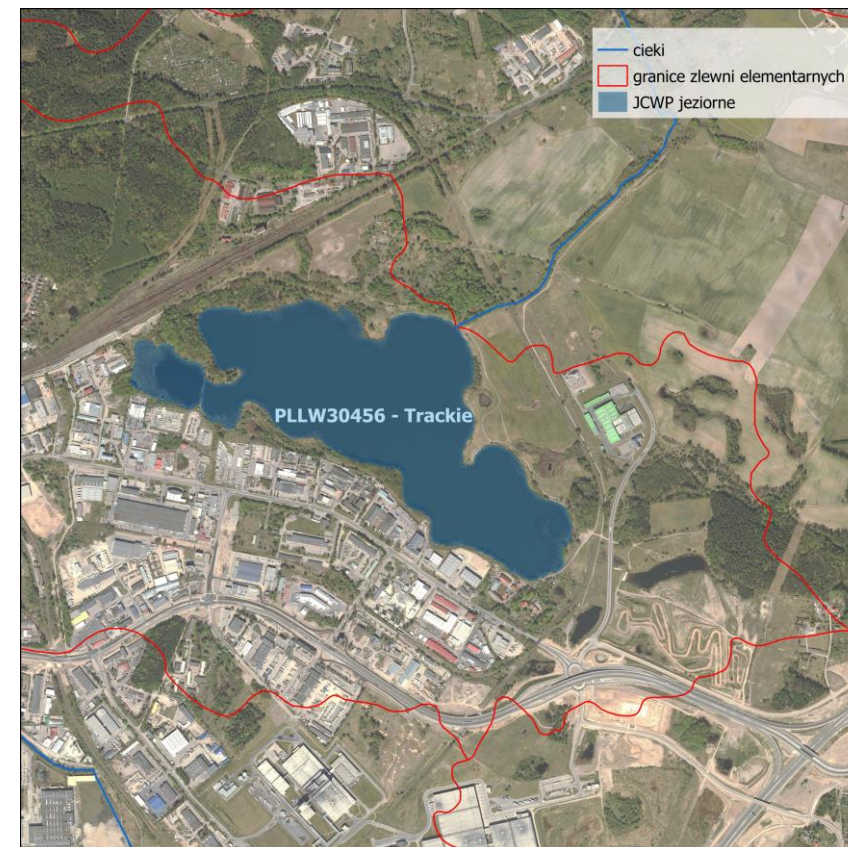 cieki
granice zlewni elementarnych
JCWP jeziorne
PLLW30456 - Trackie